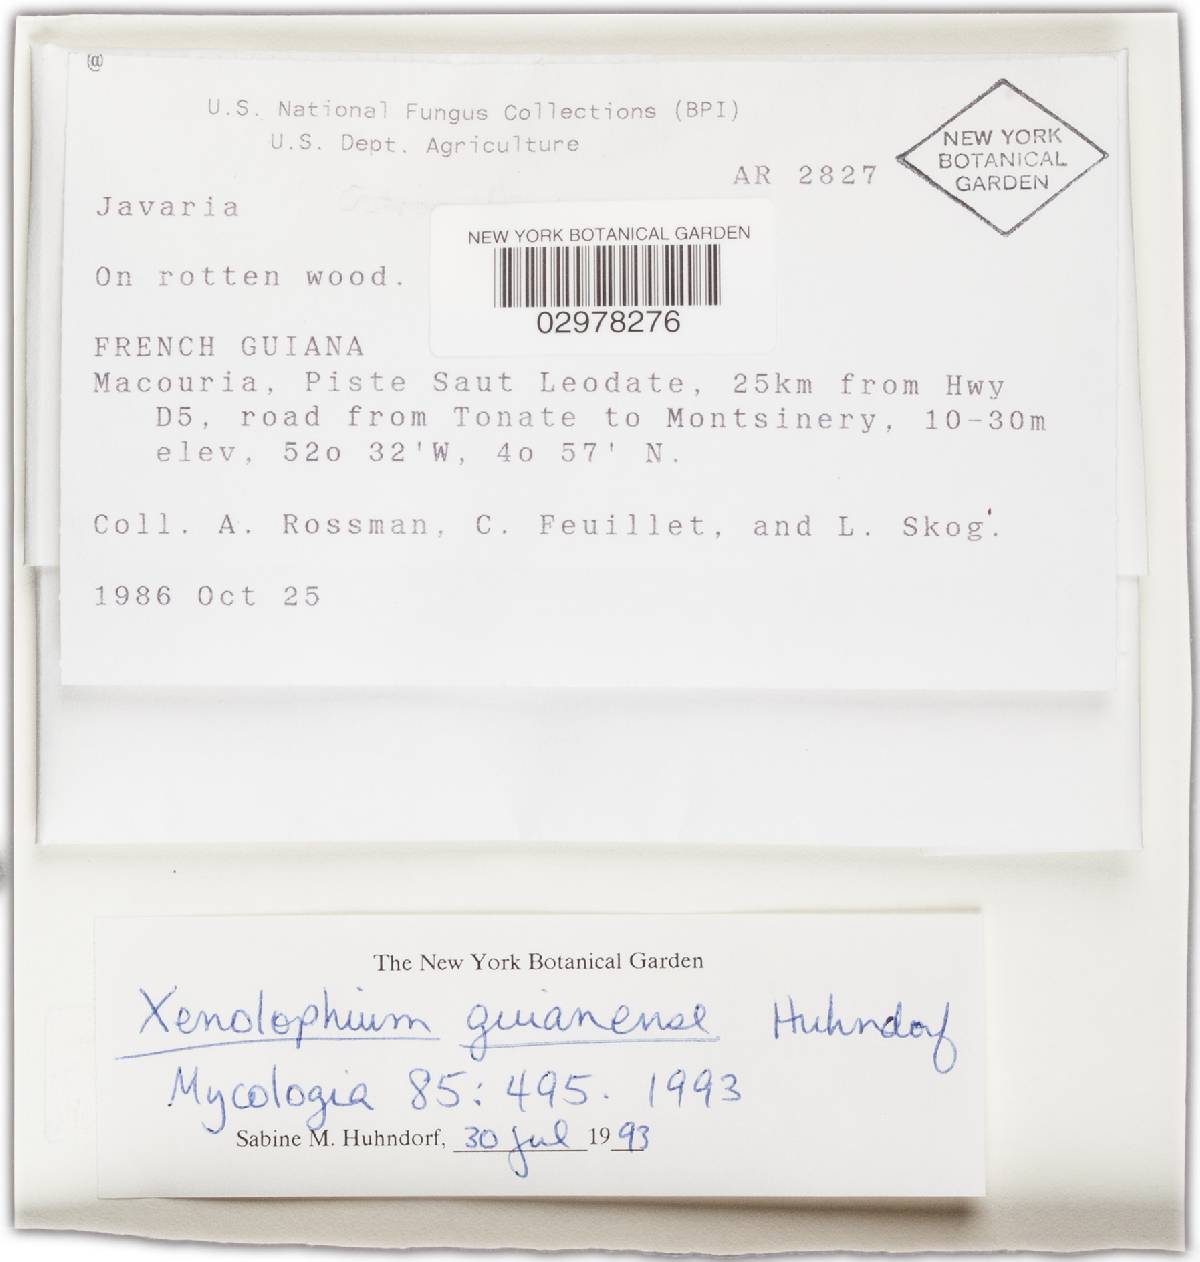 @
U.S. National Fungus Collections (BPI)
U.S. Dept. Agriculture
AR 2827
NEW YORK
BOTANICAL
GARDEN
Javaria
NEW YORK BOTANICAL GARDEN
02978276
On rotten wood.
FRENCH GUIANA
Macouria, Piste Saut Leodate, 25km from Hwy
D5, road from Tonate to Montsinery, 10-30m
elev, 52o 32'W, 4o 57' N.
Coll. A. Rossman, C. Feuillet, and L. Skog.
1986 Oct 25
The New York Botanical Garden
Xenolophium guianense Huhndorf
Mycologia 85: 495. 1993
Sabine M. Huhndorf, 30 Jul 1993